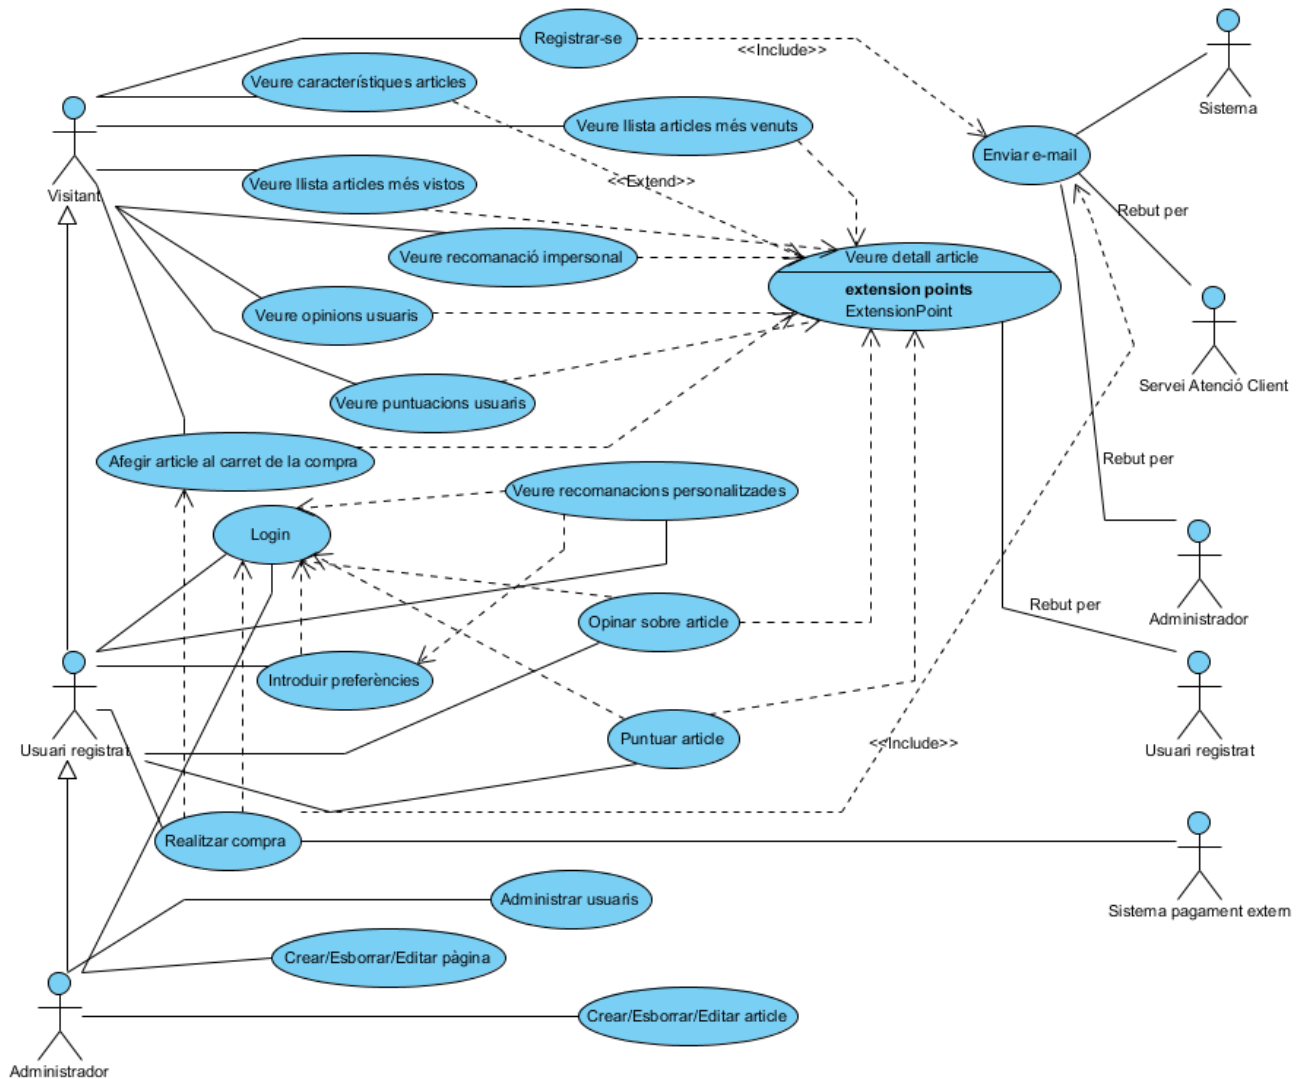 Registrar-se
<<Include>>
Sistema
Veure característiques articles
Veure llista articles més venuts
Enviar e-mail
Visitant
Veure llista articles més vistos
<<Extend>>
Rebut per
Veure recomanació impersonal
Veure detall article
extension points
ExtensionPoint
Veure opinions usuaris
Servei Atenció Client
Veure puntuacions usuaris
Afegir article al carret de la compra
Rebut per
Veure recomanacions personalitzades
Login
Opinar sobre article
Rebut per
Administrador
Introduir preferències
Usuari registrat
Puntuar article
<<Include>>
Usuari registrat
Realitzar compra
Administrar usuaris
Sistema pagament extern
Crear/Esborrar/Editar pàgina
Crear/Esborrar/Editar article
Administrador